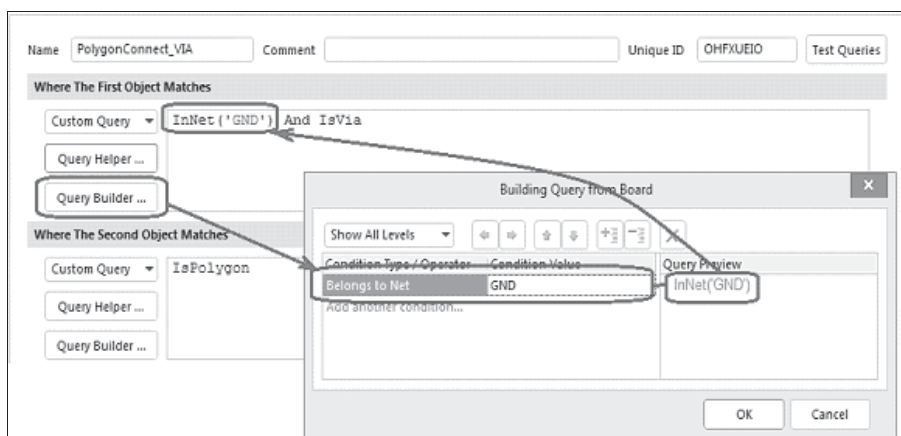 Name PolygonConnect_VIA Comment Unique ID OHFXUEIO Test Queries
Where The First Object Matches
Custom Query InNet('GND') And IsVia
Query Helper ...
Query Builder ...
Where The Second Object Matches
Custom Query IsPolygon
Query Helper ...
Query Builder ...
Building Query from Board
Show All Levels
Condition Type / Operator Condition Value Query Preview
Belongs to Net GND InNet('GND')
Add another condition...
OK Cancel